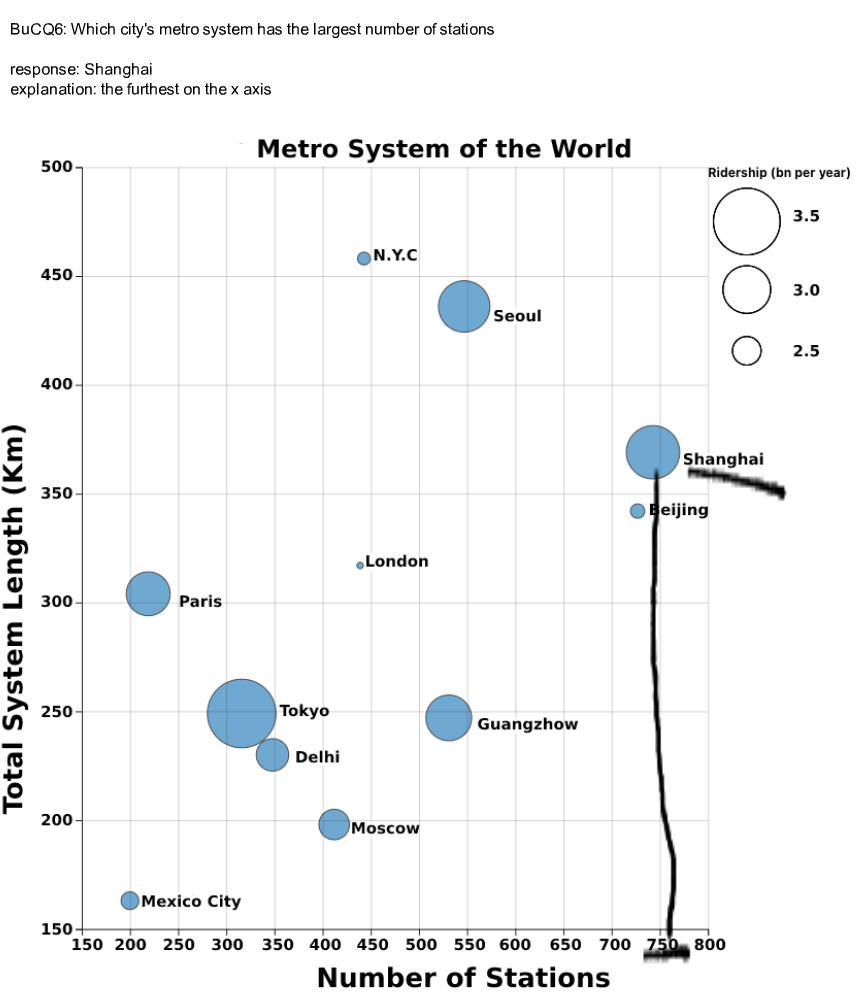 BuCQ6: Which city's metro system has the largest number of stations
response: Shanghai
explanation: the furthest on the x axis
Metro System of the World
Ridership (bn per year)
3.5
3.0
2.5
500
450
400
350
300
250
200
150
Total System Length (Km)
N.Y.C
Seoul
Shanghai
Beijing
London
Paris
Tokyo
Guangzhow
Delhi
Moscow
Mexico City
150 200 250 300 350 400 450 500 550 600 650 700 750 800
Number of Stations